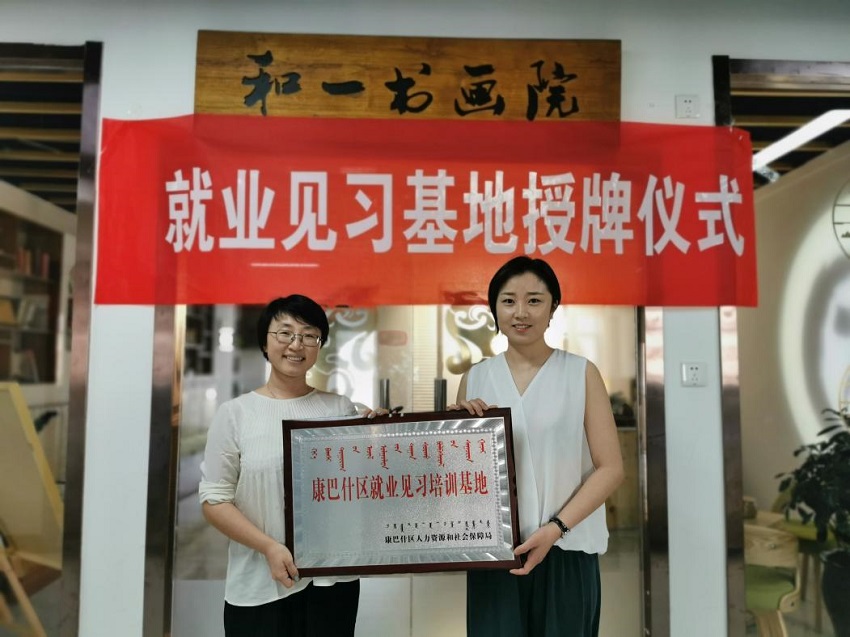 和一书画院
就业见习基地授牌仪式
康巴什区就业见习培训基地
康巴什区人力资源和社会保障局